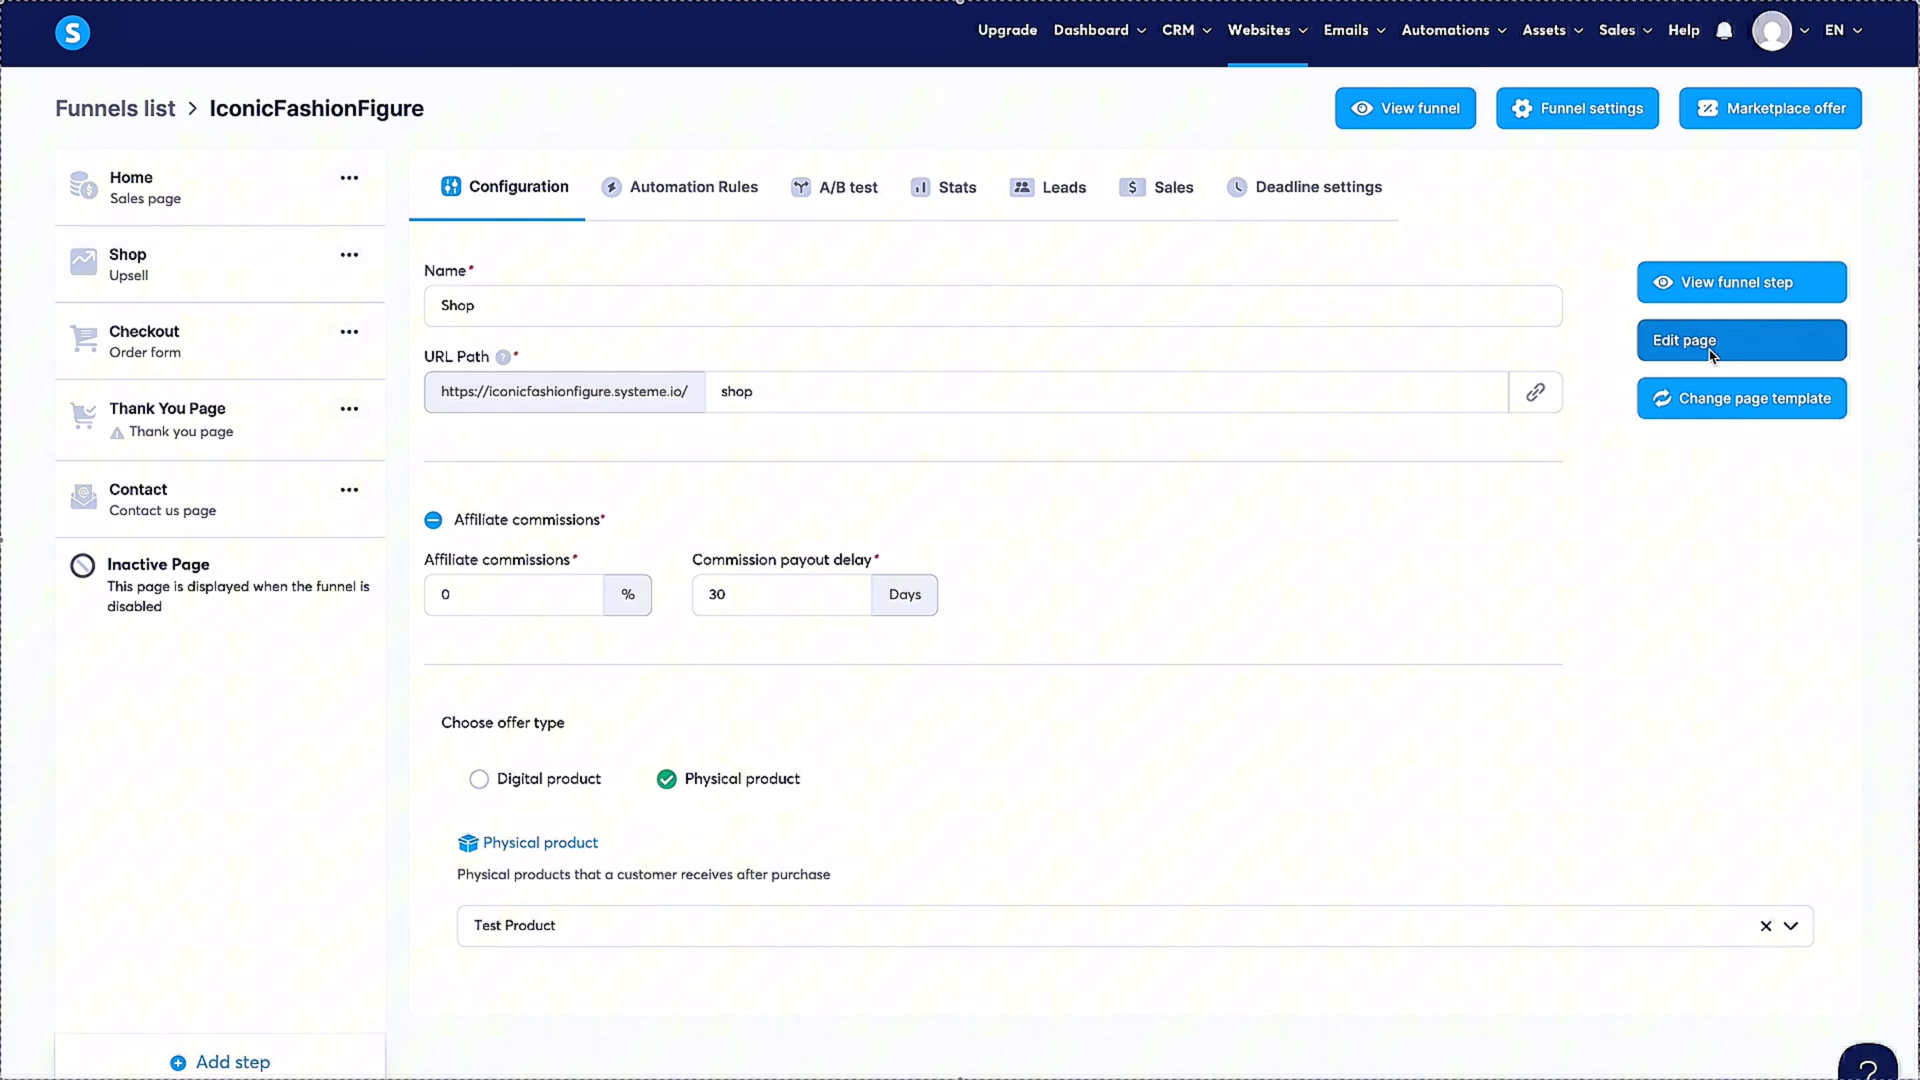 S
Upgrade Dashboard CRM Websites Emails Automations Assets Sales Help EN
Funnels list > IconicFashionFigure
View funnel
Funnel settings
Marketplace offer
Home
Sales page
Shop
Upsell
Checkout
Order form
Thank You Page
Thank you page
Contact
Contact us page
Inactive Page
This page is displayed when the funnel is
disabled
Add step
Configuration Automation Rules A/B test Stats Leads Sales Deadline settings
Name*
Shop
URL Path ? *
https://iconicfashionfigure.systeme.io/ shop
Affiliate commissions*
Affiliate commissions* Commission payout delay*
0 % 30 Days
Choose offer type
Digital product Physical product
Physical product
Physical products that a customer receives after purchase
Test Product
View funnel step
Edit page
Change page template
?